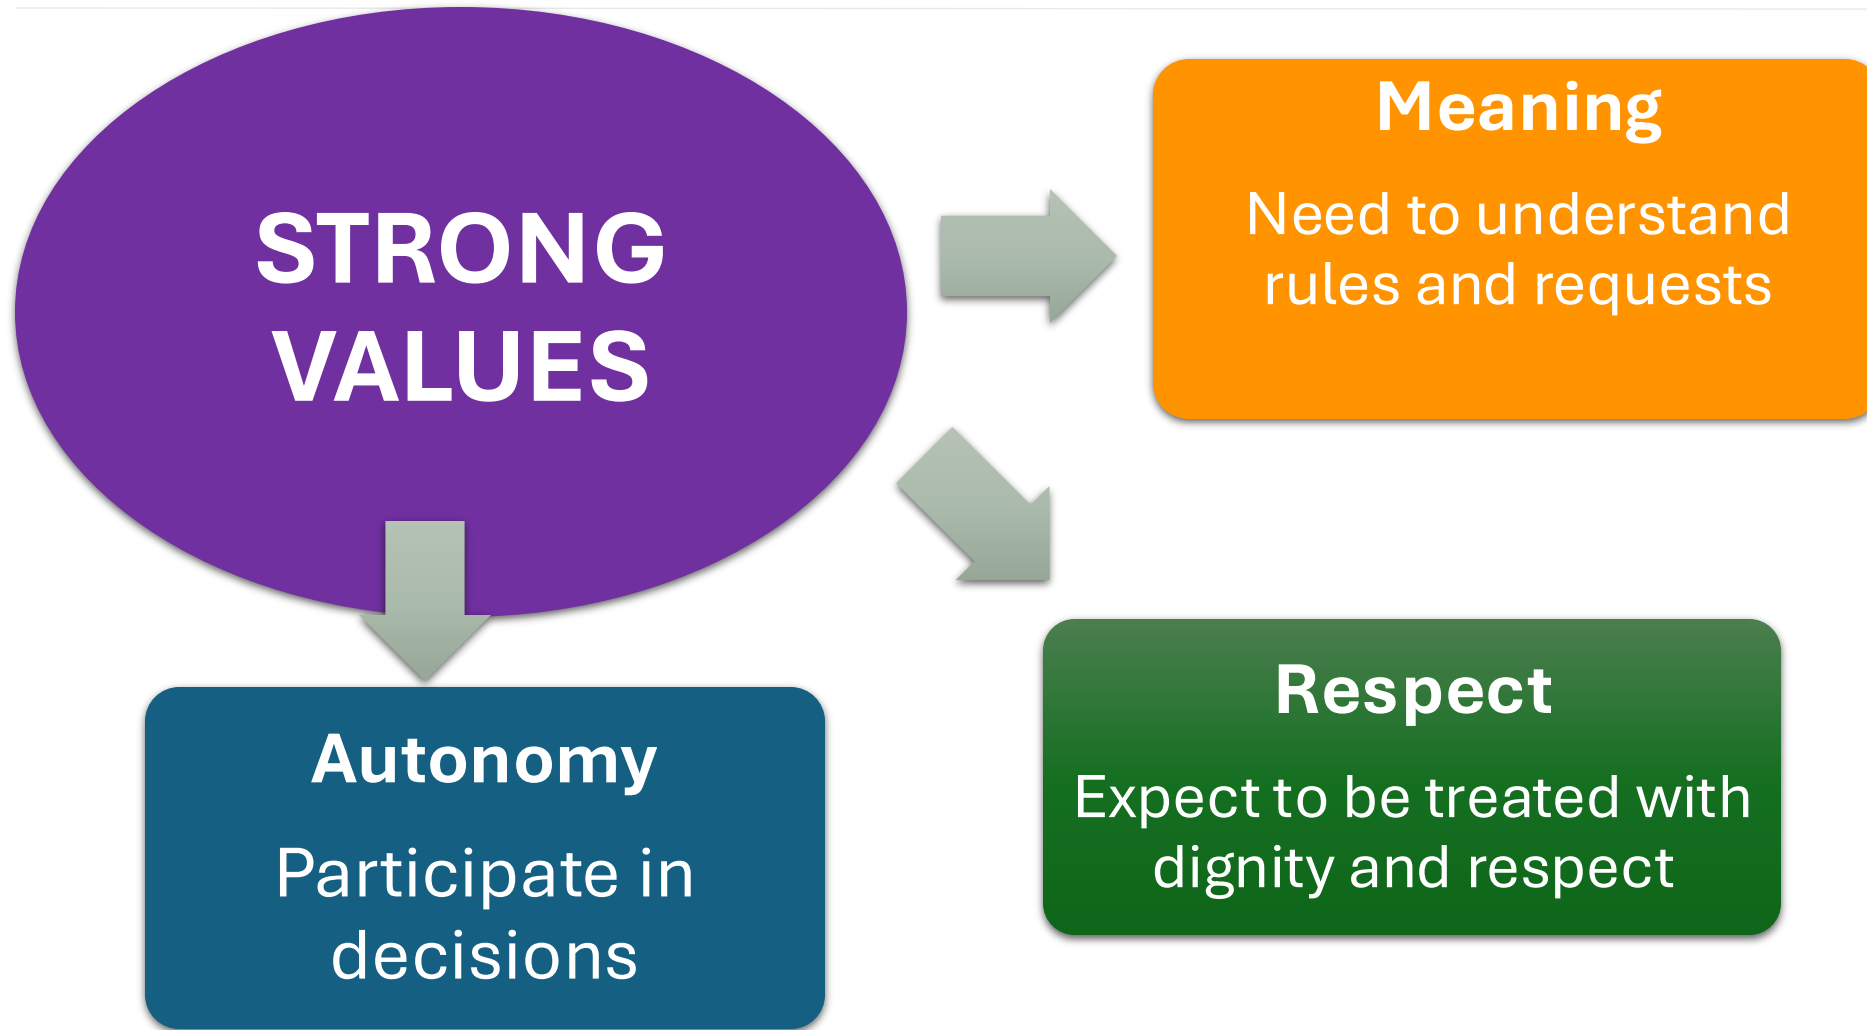 STRONG
VALUES
Meaning
Need to understand
rules and requests
Respect
Expect to be treated with
dignity and respect
Autonomy
Participate in
decisions